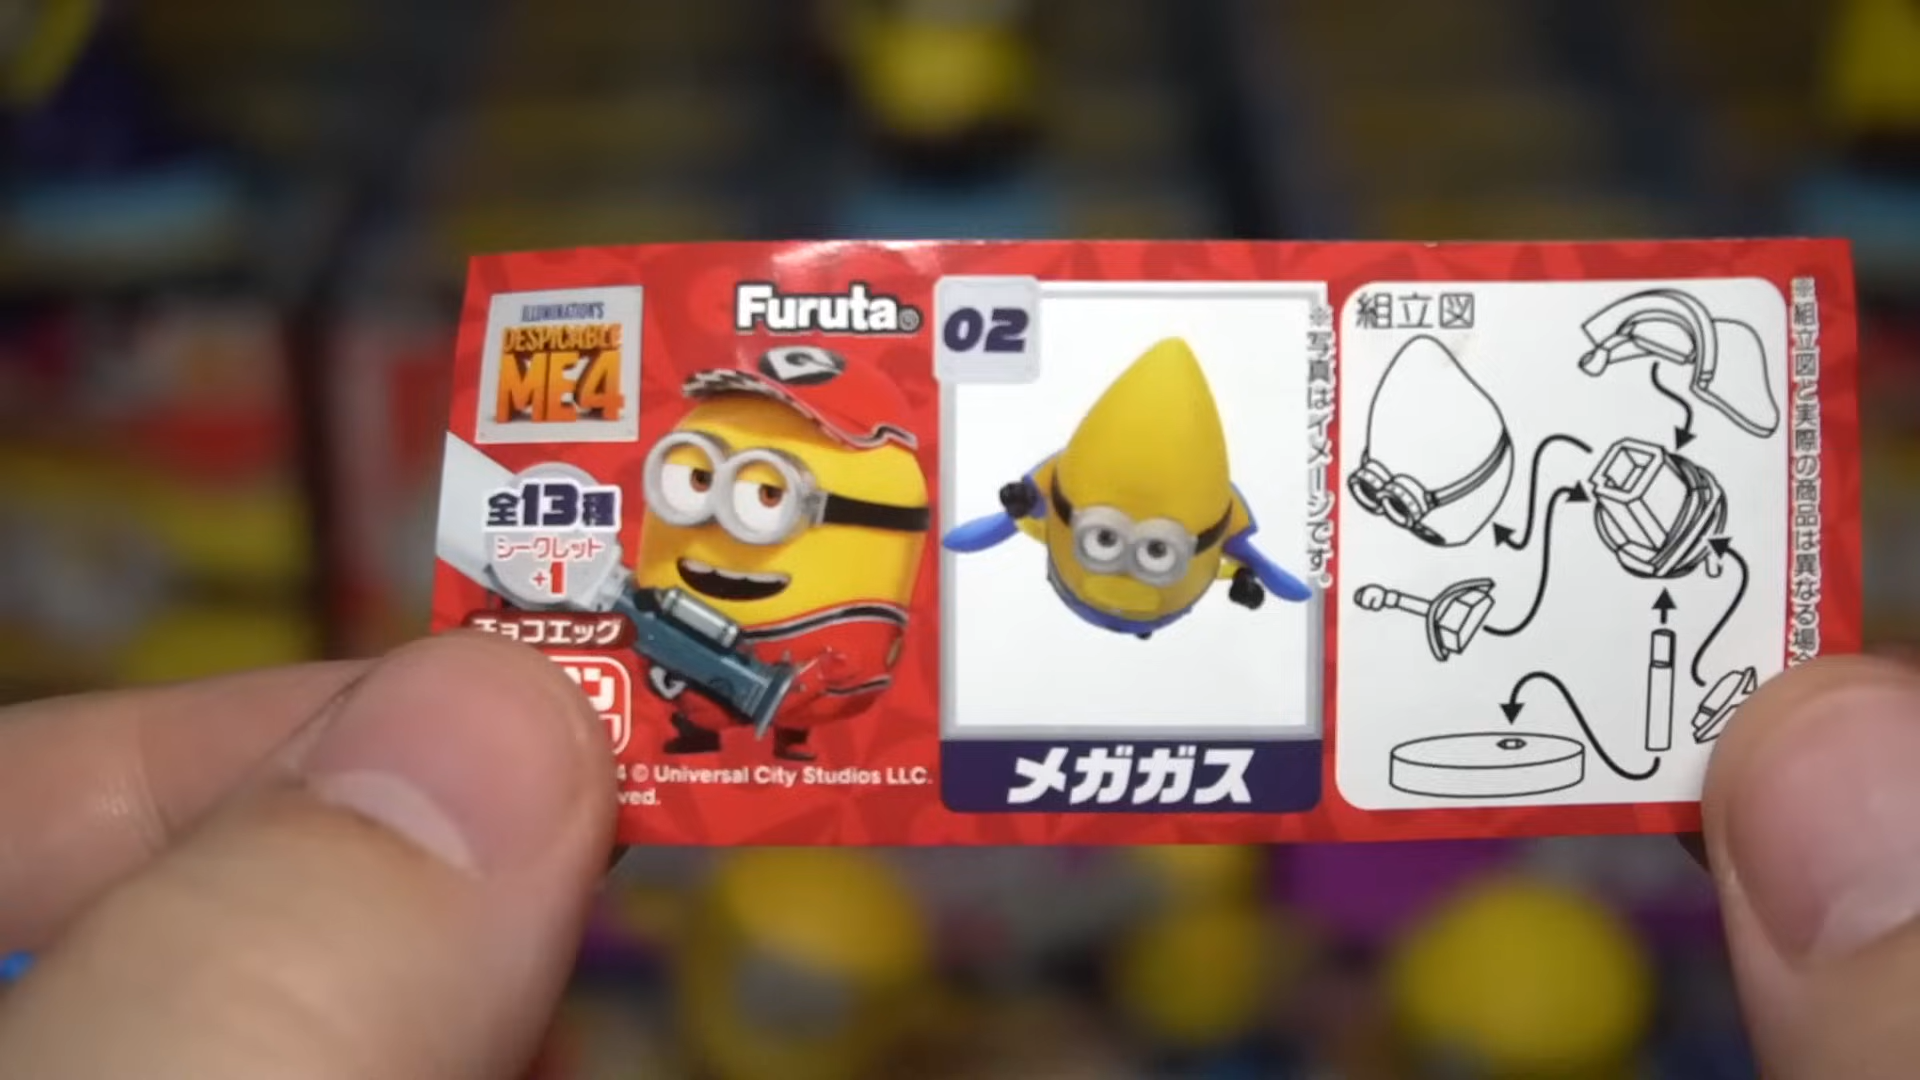 ILLUMINATION'S
DESPICABLE
ME4
Furuta®
全13種
シークレット
+1
チョコエッグ
4 © Universal City Studios LLC.
ved.
02
メガガス
※写真はイメージです。
組立図
※組立図と実際の商品は異なる場合